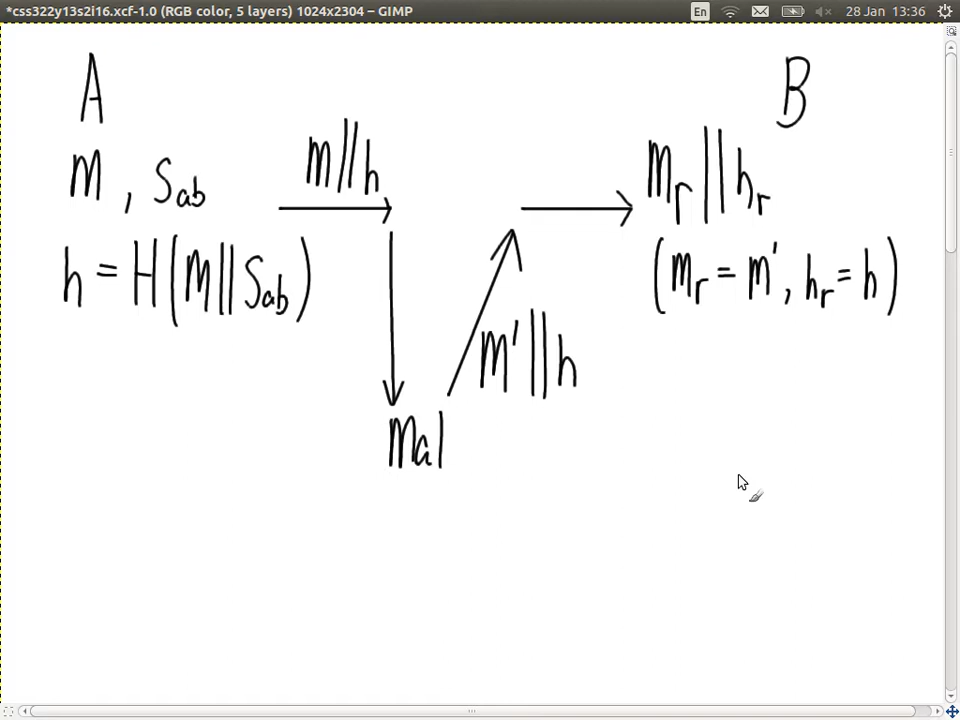 *css322y13s2i16.xcf-1.0 (RGB color, 5 layers) 1024x2304 – GIMP
En
28 Jan 13:36
A
B
M , Sab
M||h
Mr||hr
h = H(M||Sab)
(Mr = M', hr = h)
M'||h
Mal